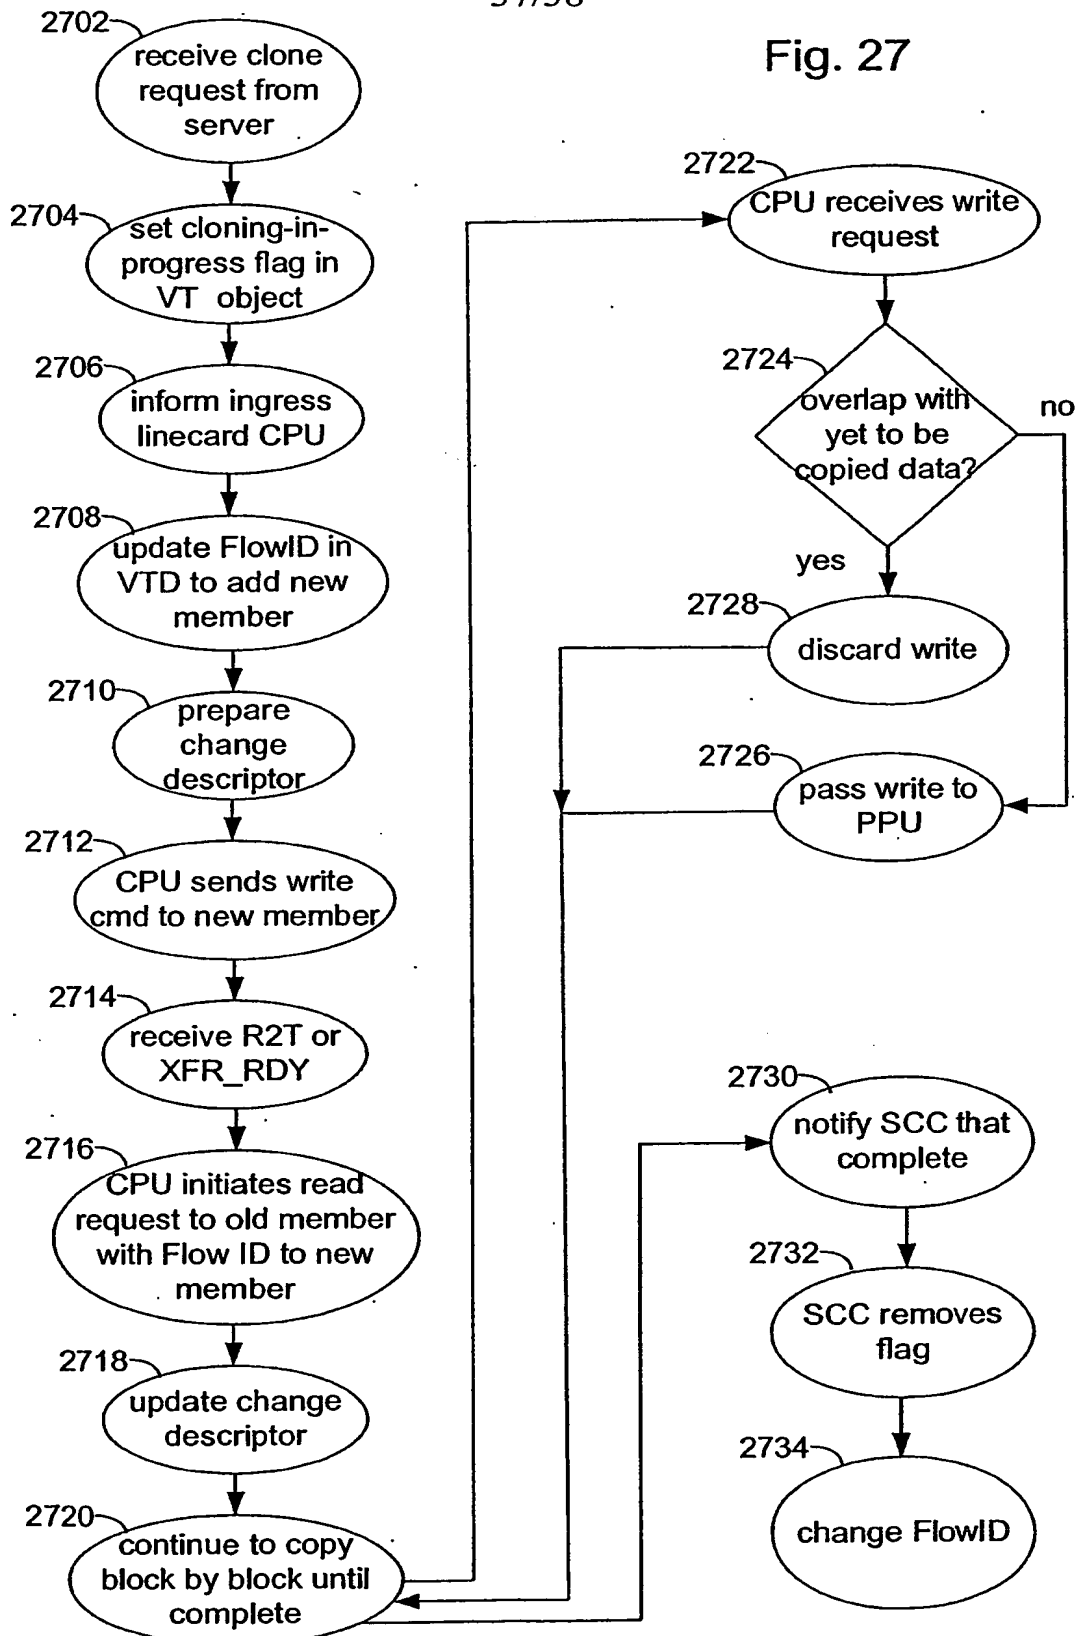 Fig. 27
2702
receive clone
request from
server
2704
set cloning-in-
progress flag in
VT object
2706
inform ingress
linecard CPU
2708
update FlowID in
VTD to add new
member
2710
prepare
change
descriptor
2712
CPU sends write
cmd to new member
2714
receive R2T or
XFR_RDY
2716
CPU initiates read
request to old member
with Flow ID to new
member
2718
update change
descriptor
2720
continue to copy
block by block until
complete
2722
CPU receives write
request
2724
overlap with
yet to be
copied data?
no
yes
2728
discard write
2726
pass write to
PPU
2730
notify SCC that
complete
2732
SCC removes
flag
2734
change FlowID